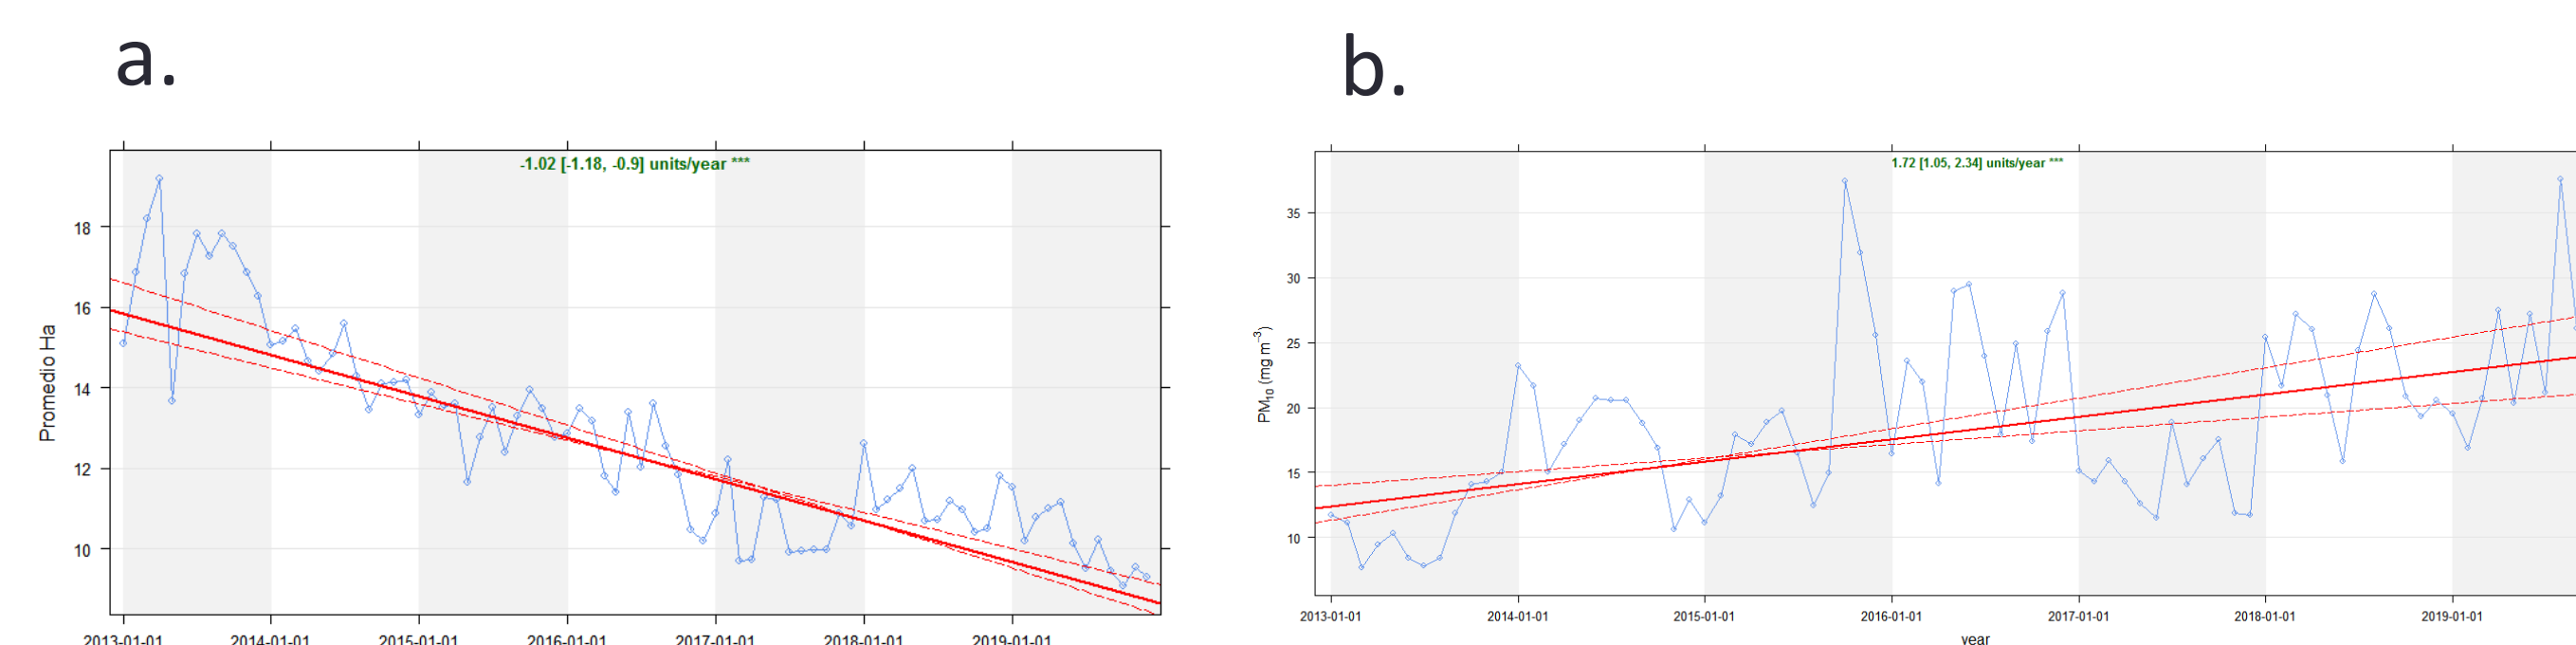 a.
-1.02 [-1.18, -0.9] units/year ***
Promedio Ha
18
16
14
12
10
2013-01-01 2014-01-01 2015-01-01 2016-01-01 2017-01-01 2018-01-01 2019-01-01
b.
1.72 [1.05, 2.34] units/year ***
PM₁₀ (mg m⁻³)
35
30
25
20
15
10
2013-01-01 2014-01-01 2015-01-01 2016-01-01 2017-01-01 2018-01-01 2019-01-01
year